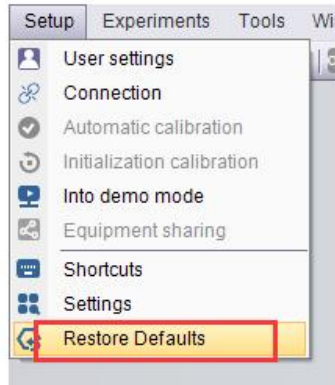 Setup Experiments Tools
User settings
Connection
Automatic calibration
Initialization calibration
Into demo mode
Equipment sharing
Shortcuts
Settings
Restore Defaults